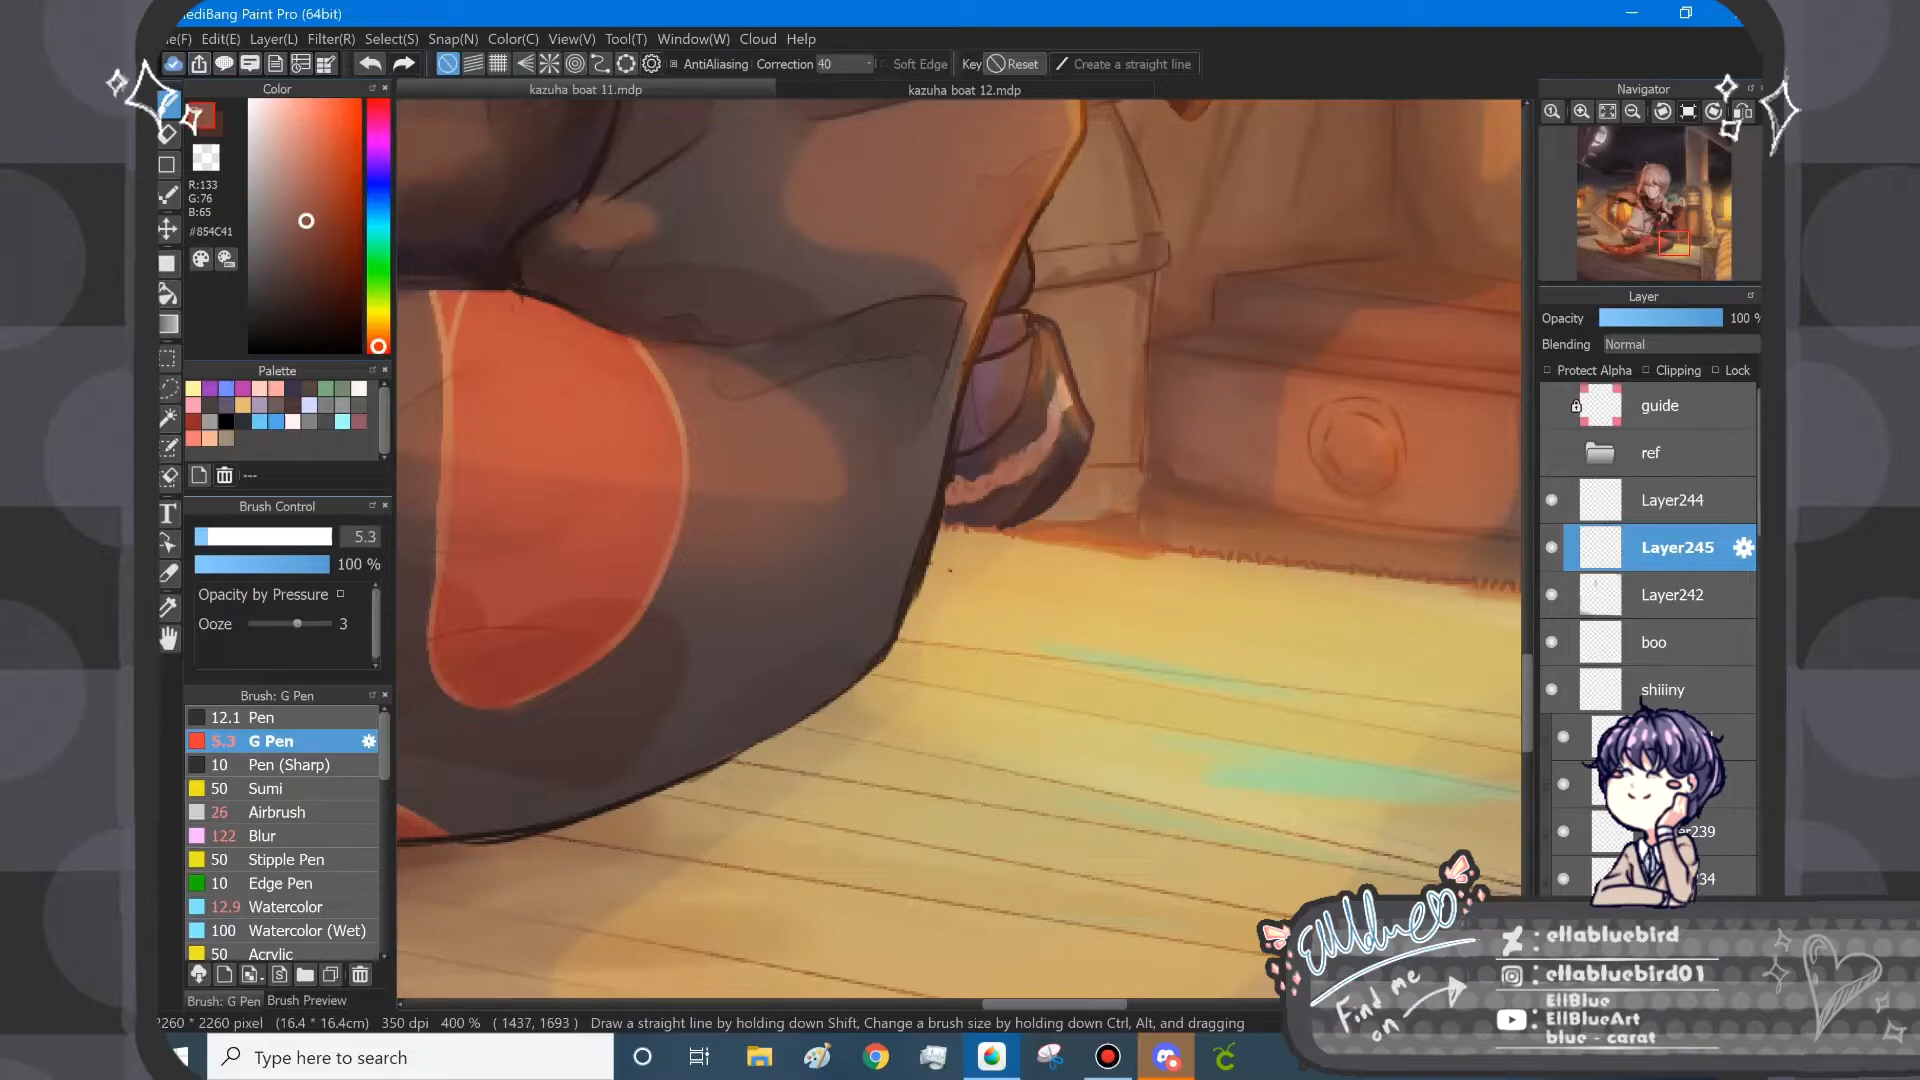 ediBang Paint Pro (64bit)
e(F) Edit(E) Layer(L) Filter(R) Select(S) Snap(N) Color(C) View(V) Tool(T) Window(W) Cloud Help
AntiAliasing Correction 40 Soft Edge Key Reset Create a straight line
Color
kazuha boat 11.mdp
kazuha boat 12.mdp
Navigator
R:133
G:76
B:65
#854C41
Palette
---
Brush Control
5.3
100 %
Opacity by Pressure
Ooze 3
Brush: G Pen
12.1 Pen
5.3 G Pen
10 Pen (Sharp)
50 Sumi
26 Airbrush
122 Blur
50 Stipple Pen
10 Edge Pen
12.9 Watercolor
100 Watercolor (Wet)
50 Acrylic
Brush: G Pen Brush Preview
Layer
Opacity 100 %
Blending Normal
Protect Alpha Clipping Lock
guide
ref
Layer244
Layer245
Layer242
boo
shiiiny
er239
34
Find me
on
: ellabluebird
: ellabluebird01
EllBlue
: EllBlueArt
blue - carat
2260 * 2260 pixel (16.4 * 16.4cm) 350 dpi 400 % ( 1437, 1693 ) Draw a straight line by holding down Shift, Change a brush size by holding down Ctrl, Alt, and dragging
Type here to search